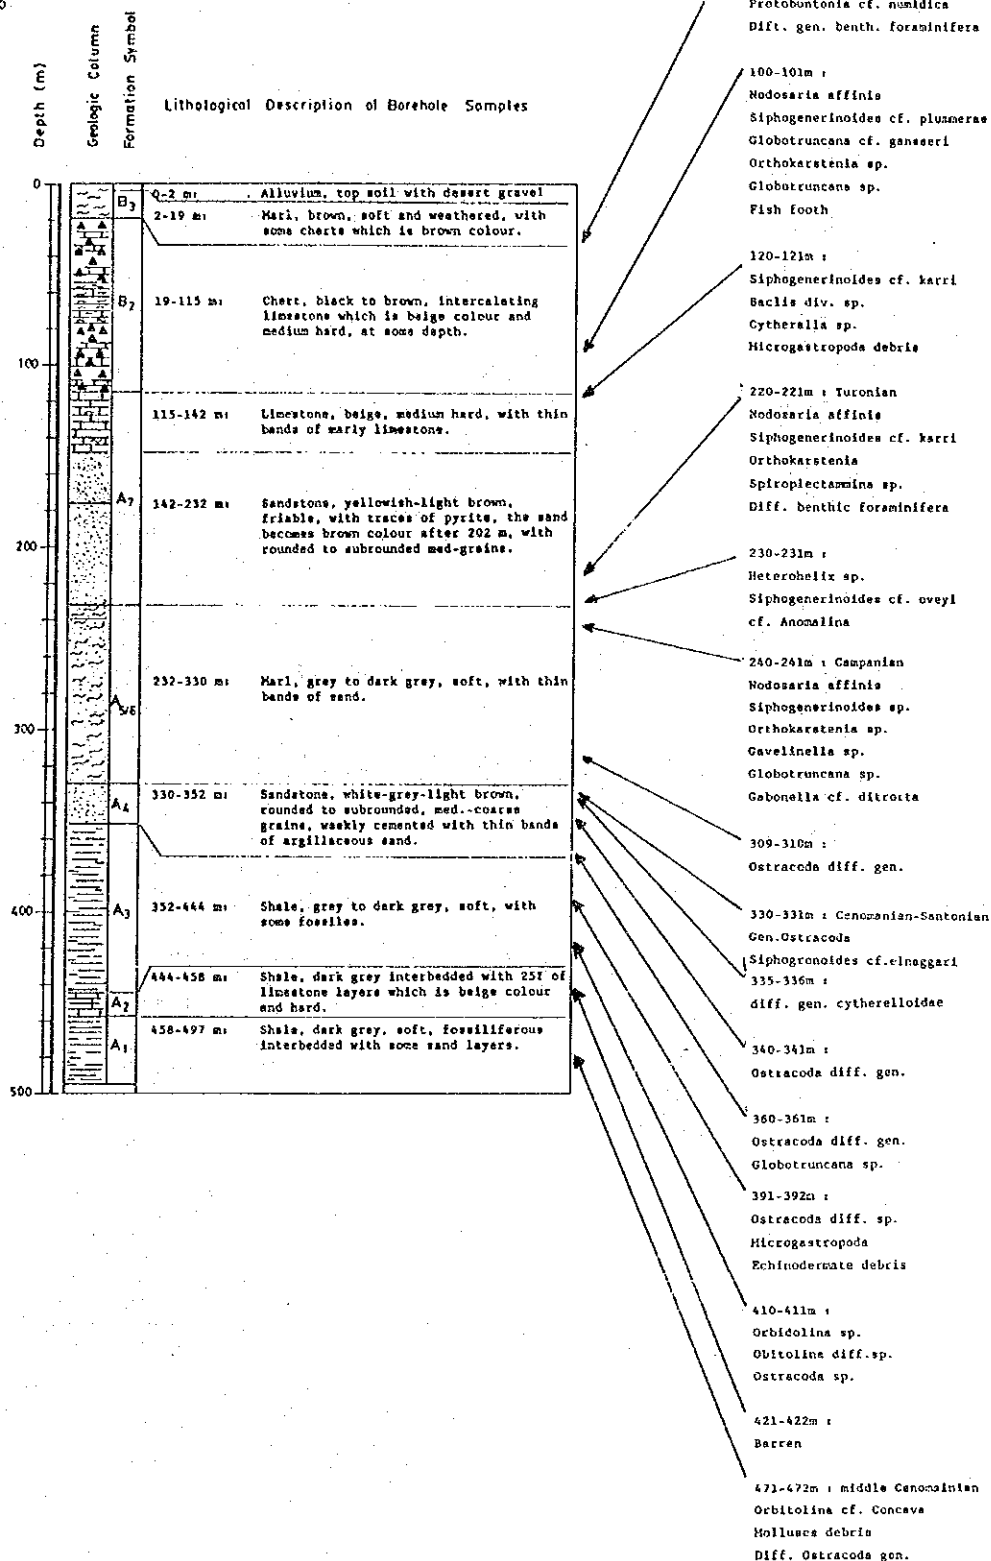 Protobuntonia cf. numidica
Dift. gen. benth. foraminifera
Depth (m)
Geologic Column
Formation Symbol
Lithological Description of Borehole Samples
0
100
200
300
400
500
B3
B2
A7
A5/6
A4
A3
A2
A1
0-2 m: Alluvium, top soil with desert gravel
2-19 m: Marl, brown, soft and weathered, with
some charts which is brown colour.
19-115 m: Chert, black to brown, intercalating
limestone which is beige colour and
medium hard, at some depth.
115-142 m: Limestone, beige, medium hard, with thin
bands of marly limestone.
142-232 m: Sandstone, yellowish-light brown,
friable, with traces of pyrite, the sand
becomes brown colour after 202 m, with
rounded to subrounded med-grains.
232-330 m: Marl, grey to dark grey, soft, with thin
bands of sand.
330-352 m: Sandstone, white-grey-light brown,
rounded to subrounded, med.-coarse
grains, weakly cemented with thin bands
of argillaceous sand.
352-444 m: Shale, grey to dark grey, soft, with
some fossiles.
444-458 m: Shale, dark grey interbedded with 25% of
limestone layers which is beige colour
and hard.
458-497 m: Shale, dark grey, soft, fossiliferous
interbedded with some sand layers.
100-101m :
Nodosaria affinis
Siphogenerinoides cf. plummerae
Globotruncana cf. gansseri
Orthokarstenia sp.
Globotruncana sp.
Fish footh
120-121m :
Siphogenerinoides cf. karri
Baclis div. sp.
Cytheralla sp.
Microgastropoda debris
220-221m : Turonian
Nodosaria affinis
Siphogenerinoides cf. karri
Orthokarstenia
Spiroplectammina sp.
Diff. benthic foraminifera
230-231m :
Heterohelix sp.
Siphogenerinoides cf. oveyi
cf. Anomalina
240-241m : Campanian
Nodosaria affinis
Siphogenerinoides sp.
Orthokarstenia sp.
Gavelinella sp.
Globotruncana sp.
Gabonella cf. ditrotta
309-310m :
Ostracoda diff. gen.
330-331m : Cenomanian-Santonian
Gen.Ostracoda
Siphogronoides cf.elnaggari
335-336m :
diff. gen. cytherelloidae
340-341m :
Ostracoda diff. gen.
360-361m :
Ostracoda diff. gen.
Globotruncana sp.
391-392m :
Ostracoda diff. sp.
Microgastropoda
Echinodermate debris
410-411m :
Orbidolina sp.
Obitolina diff.sp.
Ostracoda sp.
421-422m :
Barren
471-472m : middle Cenomainian
Orbitolina cf. Concava
Mollusca debris
Diff. Ostracoda gen.